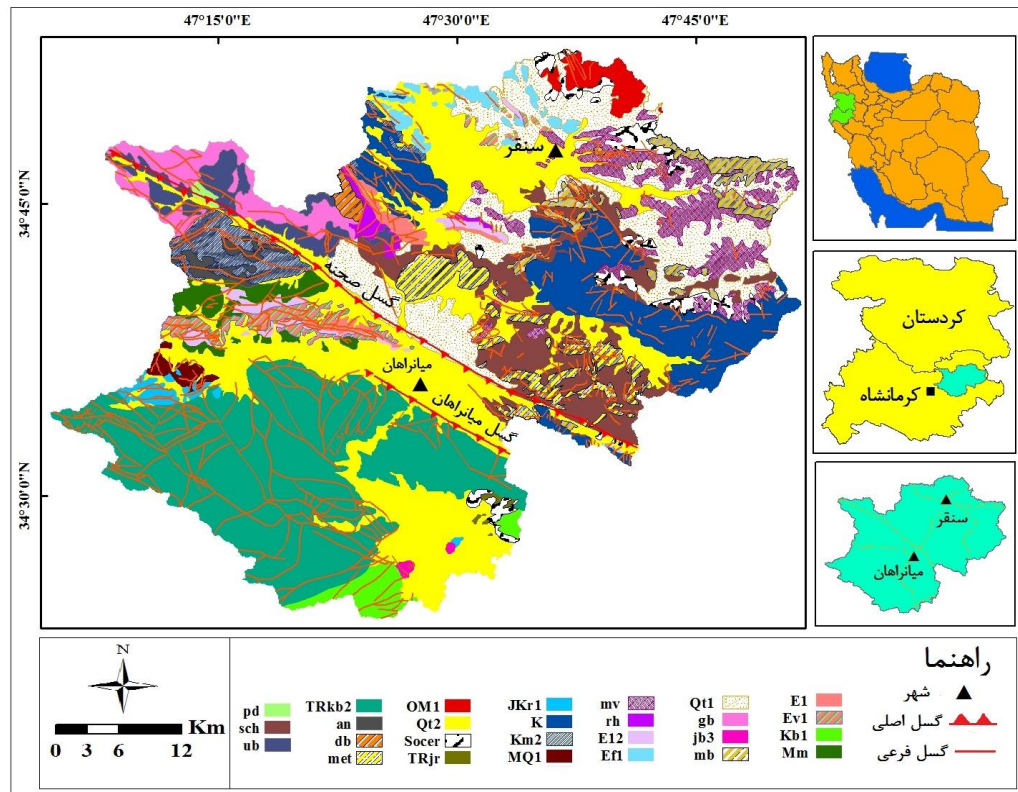 47°15'0"E
47°30'0"E
47°45'0"E
34°45'0"N
34°30'0"N
سنقر
گسل صحنه
میانراهان
گسل میانراهان
کردستان
کرمانشاه
سنقر
میانراهان
N
Km
0 3 6 12
راهنما
شهر
گسل اصلی
گسل فرعی
pd
sch
ub
TRkb2
an
db
met
OM1
Qt2
Socer
TRjr
JKr1
K
Km2
MQ1
mv
rh
E12
Ef1
Qt1
gb
jb3
mb
E1
Ev1
Kb1
Mm